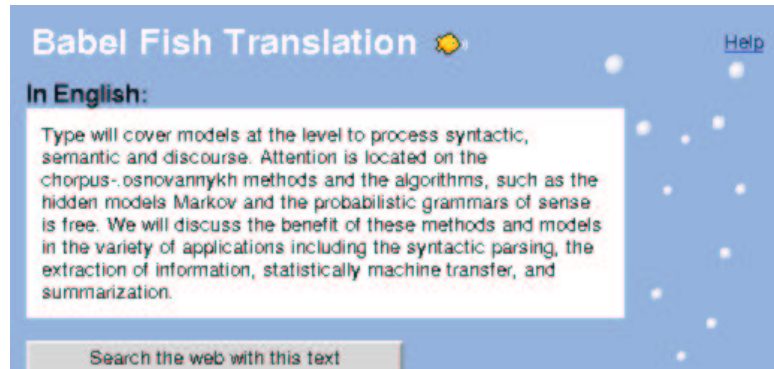 Babel Fish Translation
Help
In English:
Type will cover models at the level to process syntactic,
semantic and discourse. Attention is located on the
chorpus-.osnovannykh methods and the algorithms, such as the
hidden models Markov and the probabilistic grammars of sense
is free. We will discuss the benefit of these methods and models
in the variety of applications including the syntactic parsing, the
extraction of information, statistically machine transfer, and
summarization.
Search the web with this text